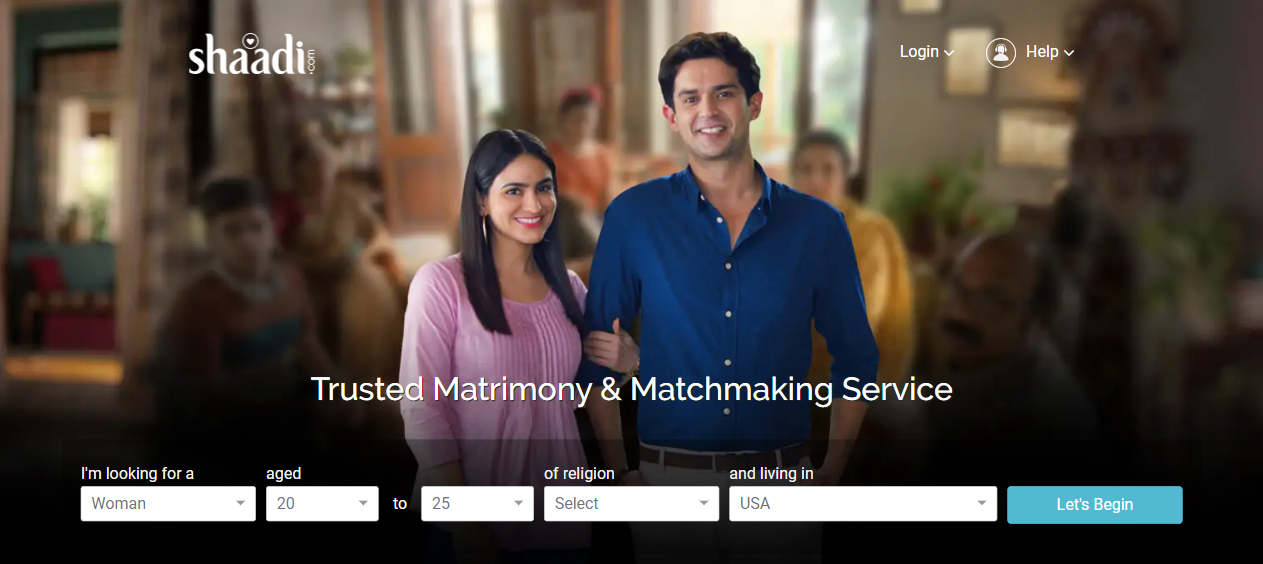 shaadi.com
Login
Help
Trusted Matrimony & Matchmaking Service
I'm looking for a
aged
of religion
and living in
Woman
20
to
25
Select
USA
Let's Begin